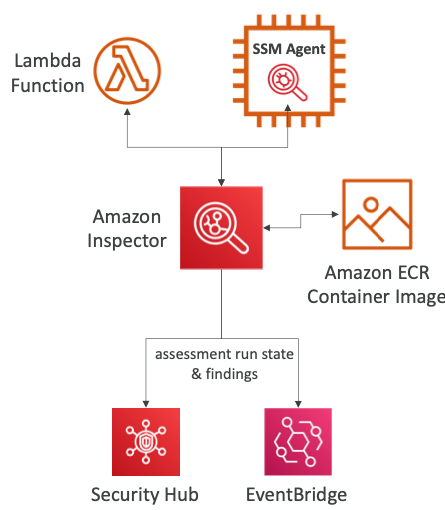 Lambda
Function
SSM Agent
Amazon
Inspector
Amazon ECR
Container Image
assessment run state
& findings
Security Hub
EventBridge